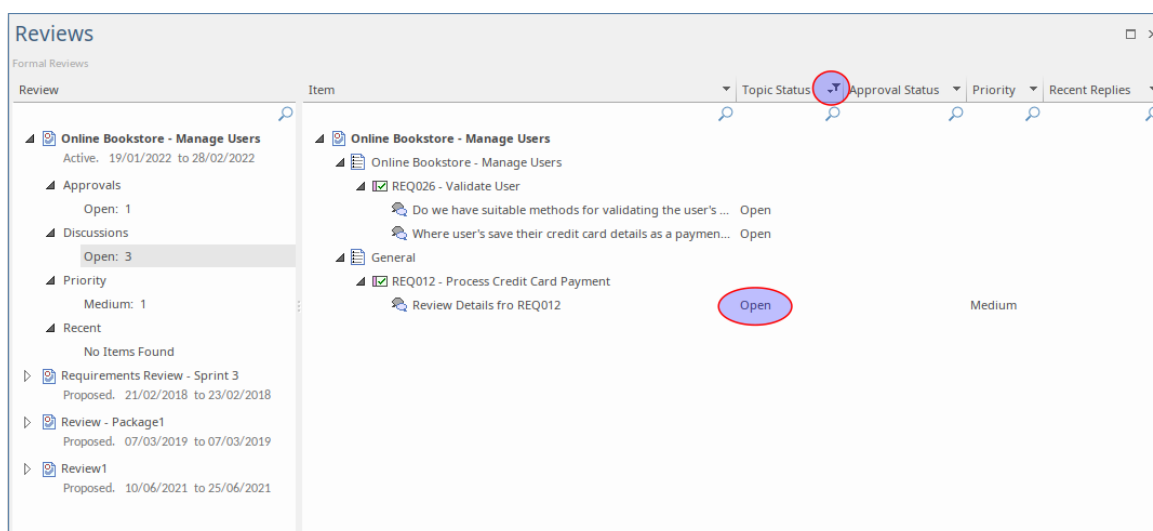 Reviews
Formal Reviews
Review
Item
Topic Status
Approval Status
Priority
Recent Replies
Online Bookstore - Manage Users
Active. 19/01/2022 to 28/02/2022
Approvals
Open: 1
Discussions
Open: 3
Priority
Medium: 1
Recent
No Items Found
Requirements Review - Sprint 3
Proposed. 21/02/2018 to 23/02/2018
Review - Package1
Proposed. 07/03/2019 to 07/03/2019
Review1
Proposed. 10/06/2021 to 25/06/2021
Online Bookstore - Manage Users
Online Bookstore - Manage Users
REQ026 - Validate User
Do we have suitable methods for validating the user's ... Open
Where user's save their credit card details as a paymen... Open
General
REQ012 - Process Credit Card Payment
Review Details fro REQ012 Open Medium